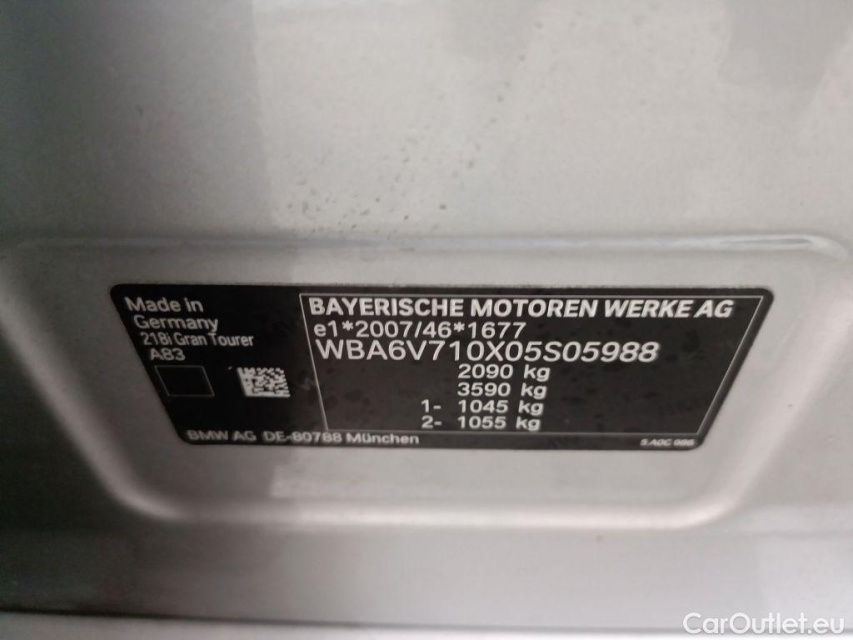 Made in
Germany
218i Gran Tourer
A83
BAYERISCHE MOTOREN WERKE AG
e1*2007/46*1677
WBA6V710X05S05988
2090 kg
3590 kg
1- 1045 kg
2- 1055 kg
BMW AG DE-80788 München
CarOutlet.eu